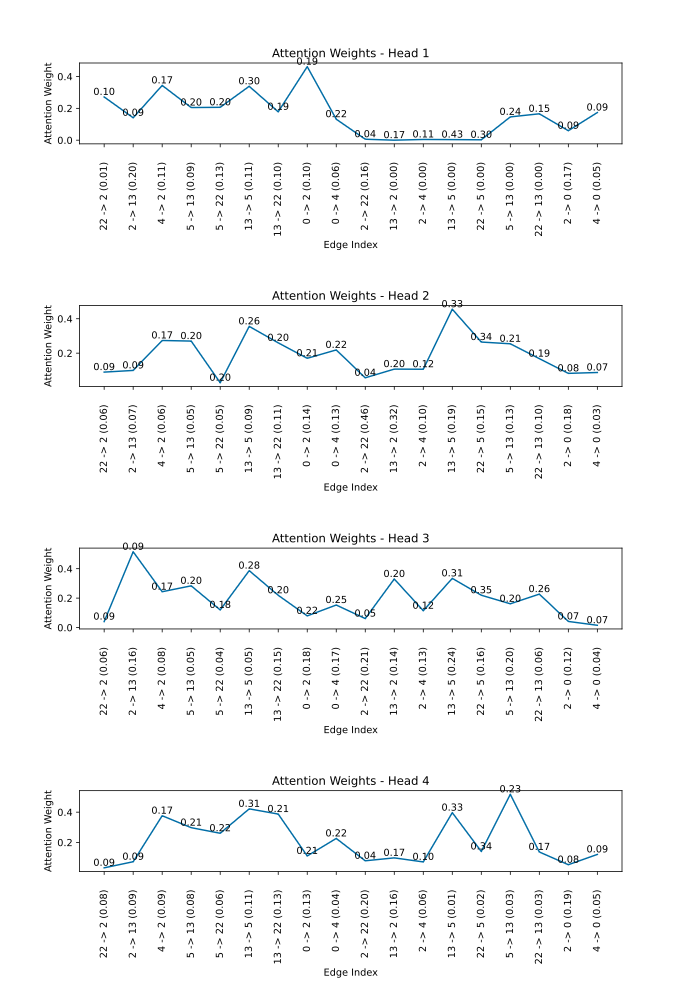 Attention Weights - Head 1
Attention Weight
0.4
0.2
0.0
0.10 0.09 0.17 0.20 0.20 0.30 0.19 0.19 0.22 0.04 0.17 0.11 0.43 0.30 0.24 0.15 0.09 0.09
22 -> 2 (0.01)
2 -> 13 (0.20)
4 -> 2 (0.11)
5 -> 13 (0.09)
5 -> 22 (0.07)
13 -> 5 (0.11)
13 -> 22 (0.10)
0 -> 2 (0.10)
0 -> 4 (0.06)
2 -> 22 (0.16)
13 -> 2 (0.00)
2 -> 4 (0.00)
13 -> 5 (0.00)
22 -> 5 (0.00)
5 -> 13 (0.00)
22 -> 13 (0.00)
2 -> 0 (0.17)
4 -> 0 (0.05)
Edge Index
Attention Weights - Head 2
Attention Weight
0.4
0.2
0.09 0.09 0.17 0.20 0.20 0.26 0.20 0.21 0.22 0.04 0.20 0.12 0.33 0.34 0.21 0.19 0.08 0.07
22 -> 2 (0.06)
2 -> 13 (0.07)
4 -> 2 (0.06)
5 -> 13 (0.05)
5 -> 22 (0.05)
13 -> 5 (0.09)
13 -> 22 (0.11)
0 -> 2 (0.14)
0 -> 4 (0.13)
2 -> 22 (0.46)
13 -> 2 (0.32)
2 -> 4 (0.10)
13 -> 5 (0.19)
22 -> 5 (0.15)
5 -> 13 (0.13)
22 -> 13 (0.10)
2 -> 0 (0.18)
4 -> 0 (0.03)
Edge Index
Attention Weights - Head 3
Attention Weight
0.4
0.2
0.0
0.09 0.09 0.17 0.20 0.18 0.28 0.20 0.22 0.25 0.05 0.20 0.12 0.31 0.35 0.20 0.26 0.07 0.07
22 -> 2 (0.06)
2 -> 13 (0.16)
4 -> 2 (0.08)
5 -> 13 (0.05)
5 -> 22 (0.04)
13 -> 5 (0.05)
13 -> 22 (0.15)
0 -> 2 (0.18)
0 -> 4 (0.17)
2 -> 22 (0.21)
13 -> 2 (0.14)
2 -> 4 (0.13)
13 -> 5 (0.24)
22 -> 5 (0.16)
5 -> 13 (0.20)
22 -> 13 (0.06)
2 -> 0 (0.12)
4 -> 0 (0.04)
Edge Index
Attention Weights - Head 4
Attention Weight
0.4
0.2
0.09 0.09 0.17 0.21 0.22 0.31 0.21 0.21 0.22 0.04 0.17 0.10 0.33 0.34 0.23 0.17 0.08 0.09
22 -> 2 (0.08)
2 -> 13 (0.09)
4 -> 2 (0.09)
5 -> 13 (0.08)
5 -> 22 (0.06)
13 -> 5 (0.11)
13 -> 22 (0.13)
0 -> 2 (0.13)
0 -> 4 (0.04)
2 -> 22 (0.20)
13 -> 2 (0.16)
2 -> 4 (0.06)
13 -> 5 (0.01)
22 -> 5 (0.02)
5 -> 13 (0.03)
22 -> 13 (0.03)
2 -> 0 (0.19)
4 -> 0 (0.05)
Edge Index